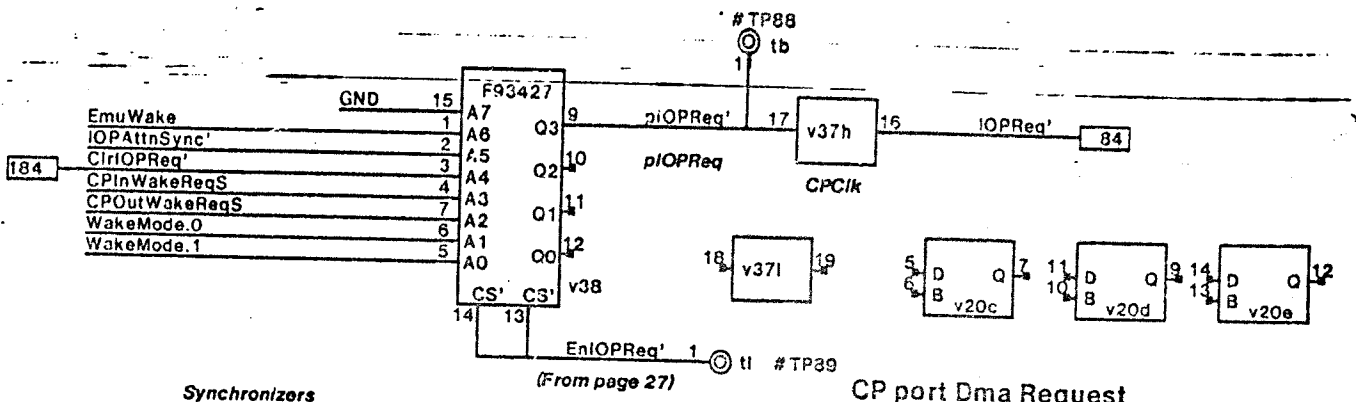 #TP88
tb
1
F93427
GND 15 A7
EmuWake 1 A6
IOPAttnSync' 2 A5
ClrIOPReq' 3 A4
184
CPInWakeReqS 4 A3
CPOutWakeReqS 7 A2
WakeMode.0 6 A1
WakeMode.1 5 A0
Q3 9 piOPReq' 17 v37h 16 IOPReq' 84
pIOPReq
CPClk
Q2 10
Q1 11
Q0 12
v38
CS' CS'
14 13
18 v37i 19
5 D Q 7
6 B
v20c
11 D Q 9
10 B
v20d
14 D Q 12
13 B
v20e
EnIOPReq' 1 ti #TP89
(From page 27)
Synchronizers
CP port Dma Request